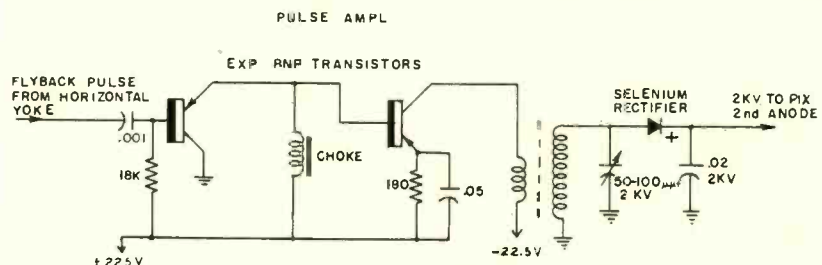 PULSE AMPL
EXP PNP TRANSISTORS
FLYBACK PULSE
FROM HORIZONTAL
YOKE
.001
18K
CHOKE
180
.05
SELENIUM
RECTIFIER
+
2KV TO PIX
2nd ANODE
50-100µµf
2 KV
.02
2KV
+22.5V
-22.5V